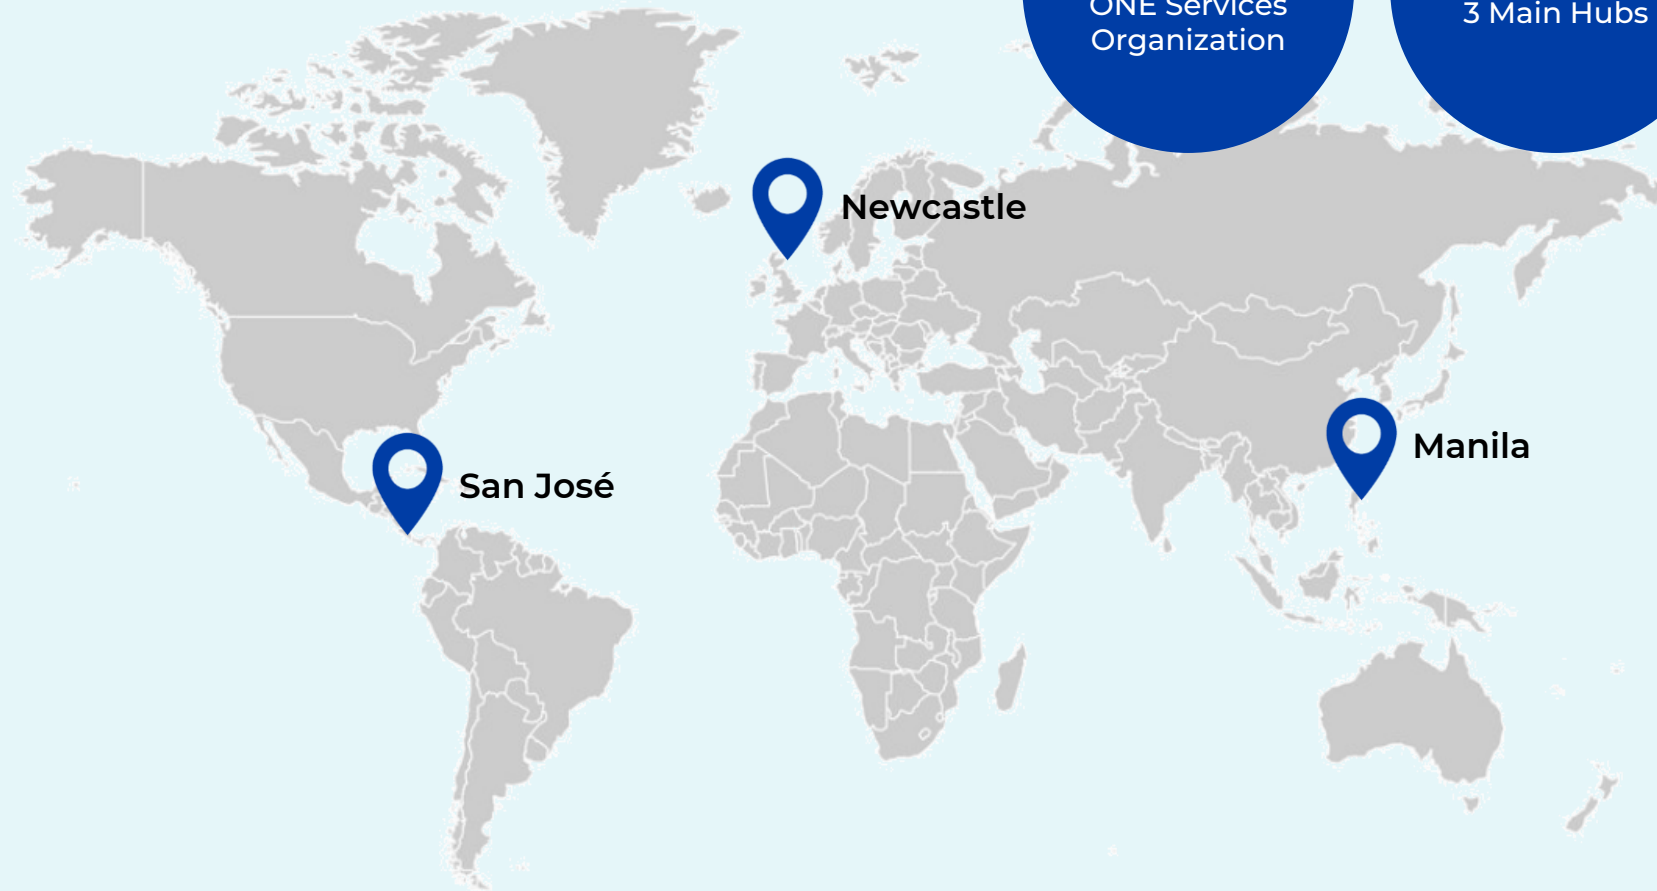 ONE Services
Organization
3 Main Hubs
Newcastle
Manila
San José